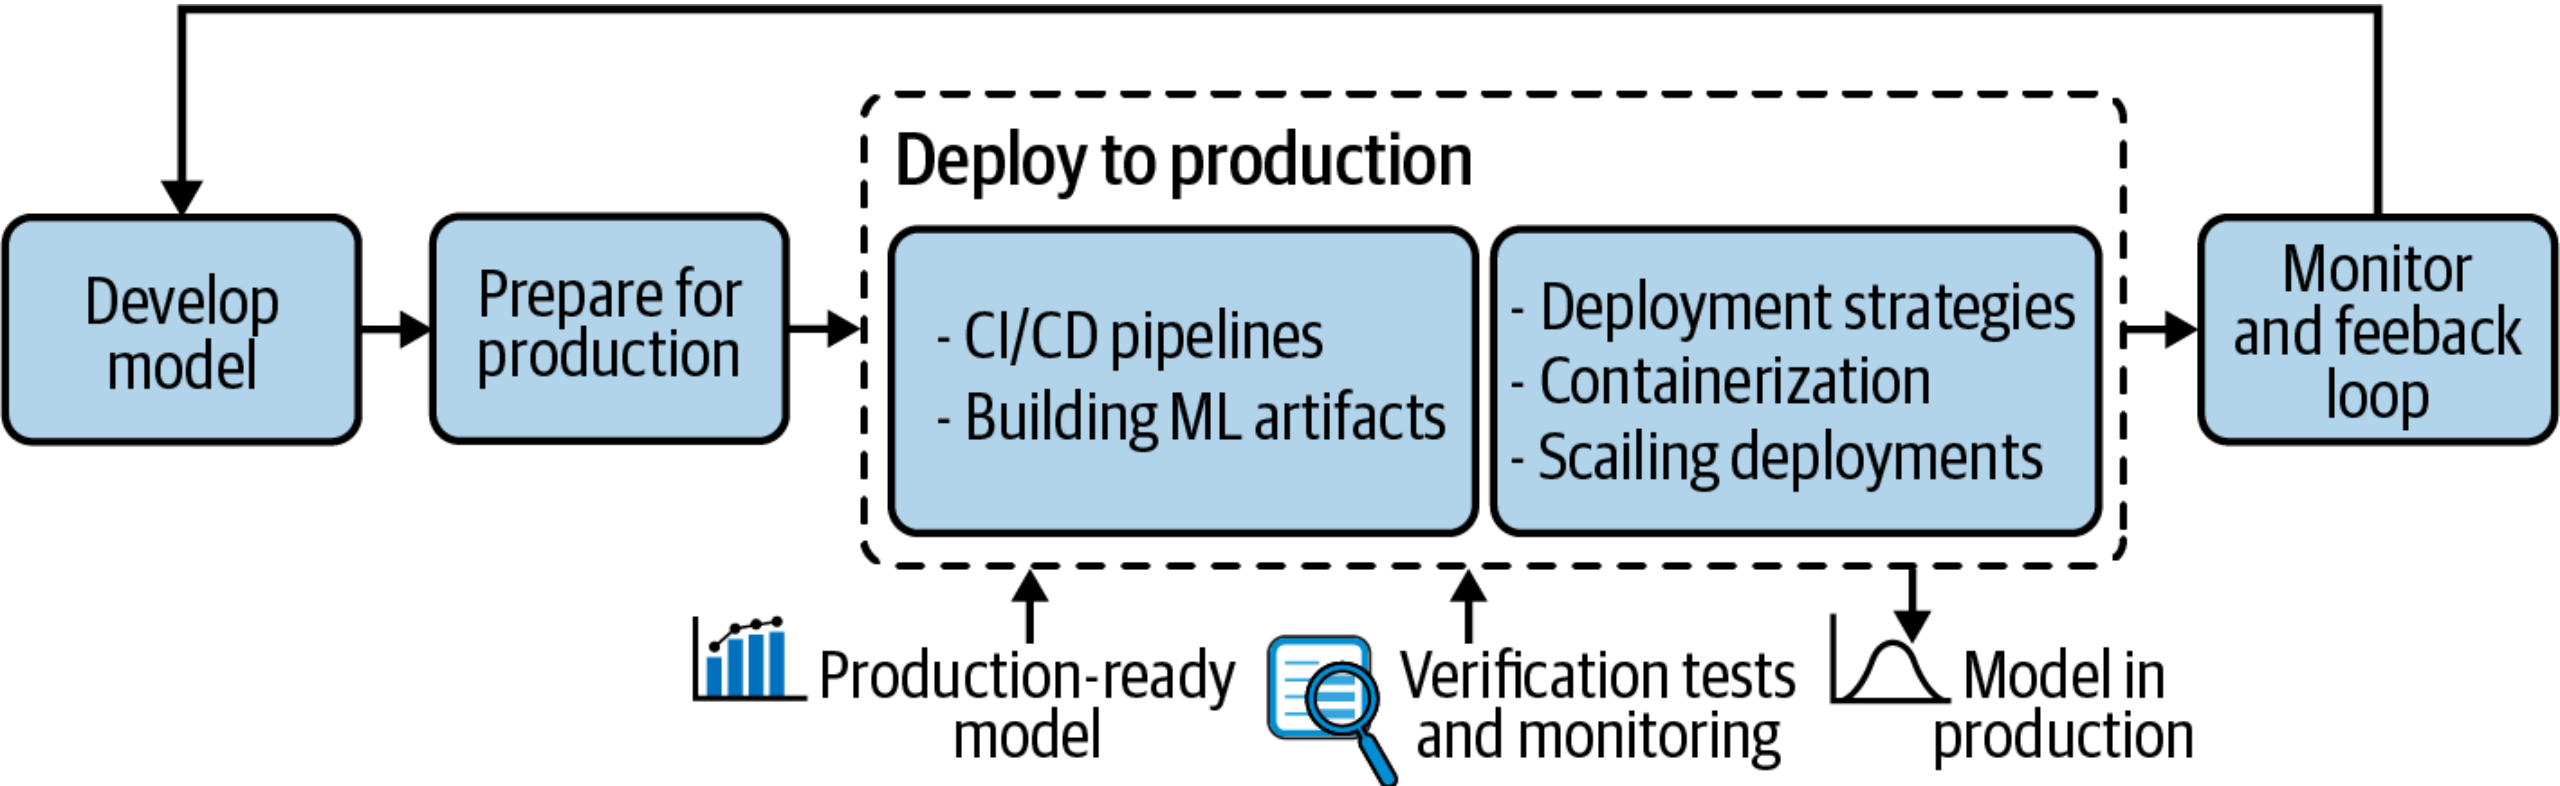 Deploy to production
Develop
model
Prepare for
production
- CI/CD pipelines
- Building ML artifacts
- Deployment strategies
- Containerization
- Scailing deployments
Monitor
and feeback
loop
Production-ready
model
Verification tests
and monitoring
Model in
production